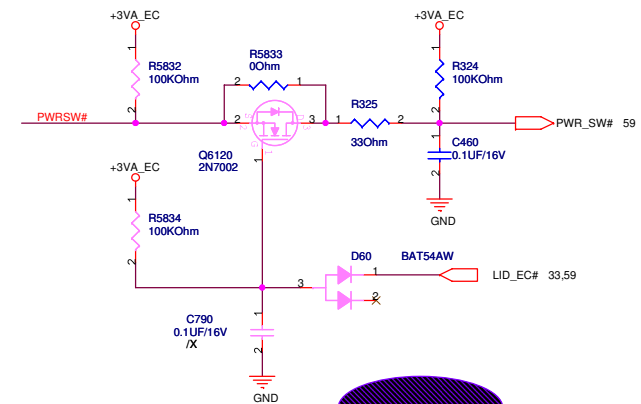 +3VA_EC +3VA_EC
1 1
R5832 R5833 R324
100KOhm 0Ohm 100KOhm
2 2 1 R325 2
PWRSW# 2 S D 3 1 2 PWR_SW# 59
G 33Ohm 1 C460
Q6120 1 0.1UF/16V
2N7002 2
+3VA_EC GND
1
R5834
100KOhm D60 BAT54AW
2 1 LID_EC# 33,59
3 2
C790 1
0.1UF/16V
/X 2
GND